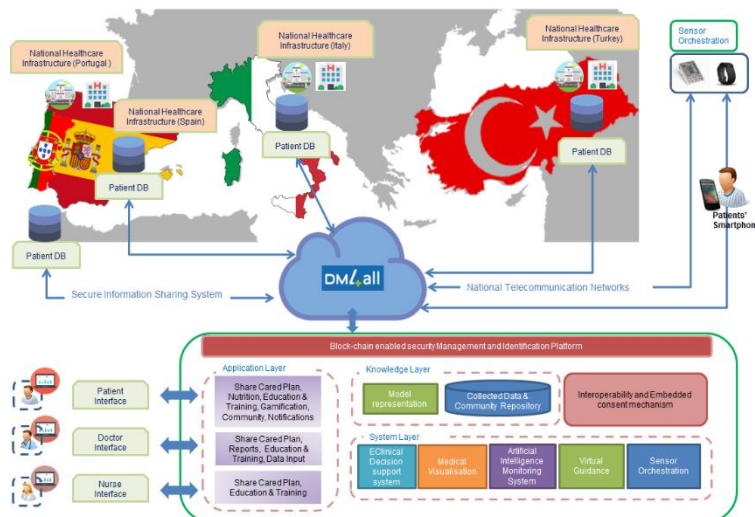 National Healthcare
Infrastructure (Portugal )
National Healthcare
Infrastructure (Spain)
National Healthcare
Infrastructure (Italy)
National Healthcare
Infrastructure (Turkey)
Sensor
Orchestration
Patient DB
Patient DB
Patient DB
Patient DB
Patients'
Smartphon
DM4all
Secure Information Sharing System
National Telecommunication Networks
Block-chain enabled security Management and Identification Platform
Application Layer
Share Cared Plan,
Nutrition, Education &
Training, Gamification,
Community, Notifications
Share Cared Plan,
Reports, Education &
Training, Data Input
Share Cared Plan,
Education & Training
Knowledge Layer
Model
representation
Collected Data &
Community Repository
Interoperability and Embedded
consent mechanism
System Layer
EClinical
Decision
support
system
Medical
Visualisation
Artificial
Intelligence
Monitoring
System
Virtual
Guidance
Sensor
Orchestration
Patient
Interface
Doctor
Interface
Nurse
Interface